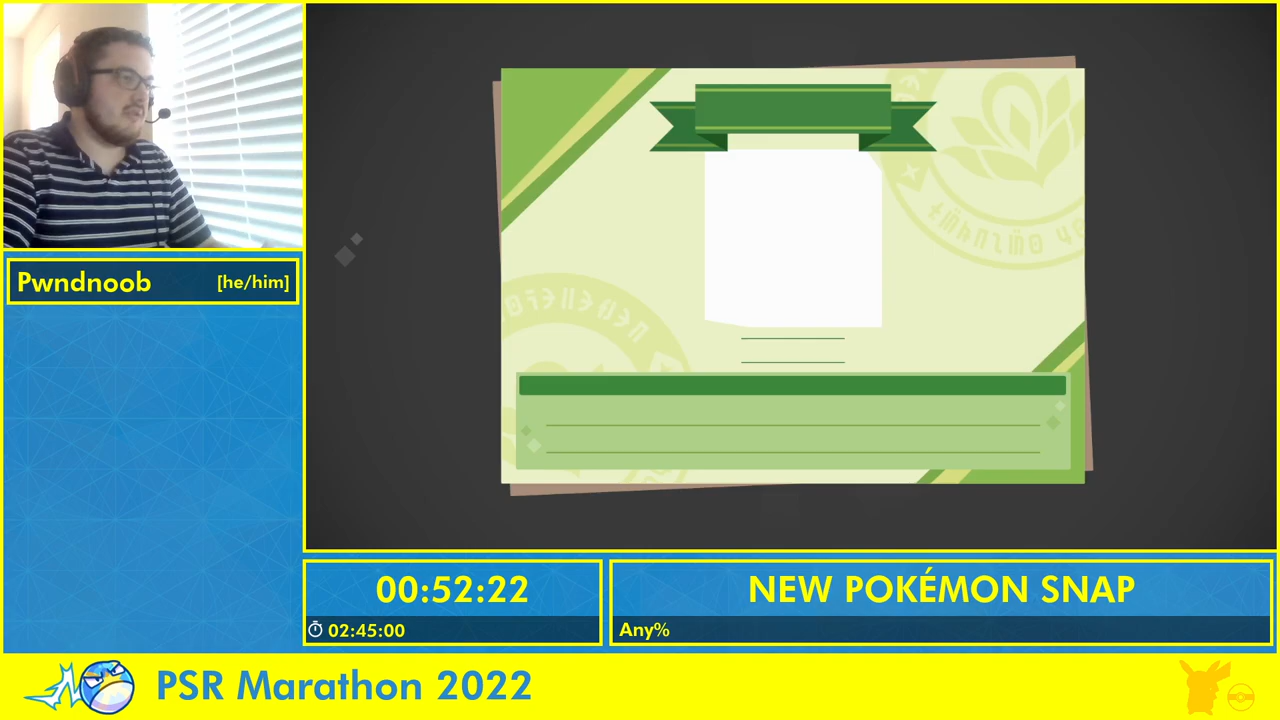 Pwndnoob
[he/him]
00:52:22
02:45:00
NEW POKÉMON SNAP
Any%
PSR Marathon 2022